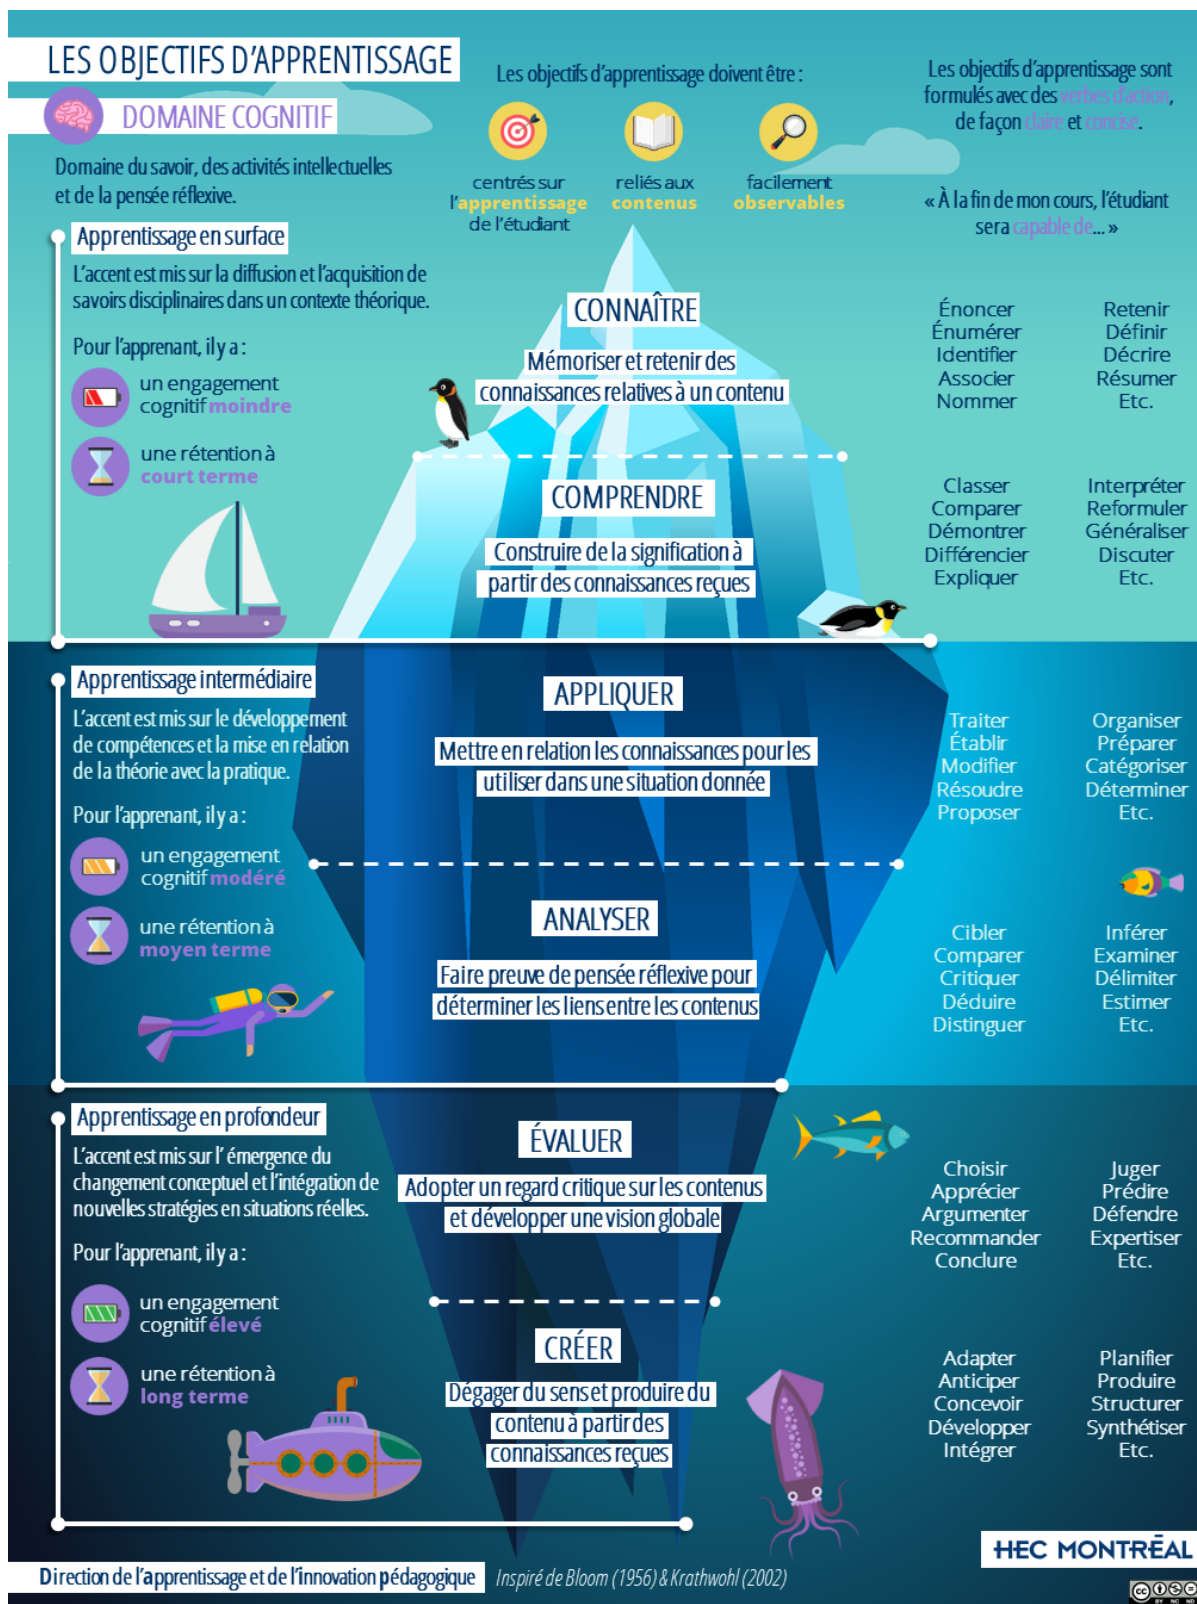 LES OBJECTIFS D'APPRENTISSAGE
DOMAINE COGNITIF
Domaine du savoir, des activités intellectuelles
et de la pensée réflexive.
Les objectifs d'apprentissage doivent être :
centrés sur
l'apprentissage
de l'étudiant
reliés aux
contenus
facilement
observables
Les objectifs d'apprentissage sont
formulés avec des verbes d'action,
de façon claire et concise.
« À la fin de mon cours, l'étudiant
sera capable de... »
Apprentissage en surface
L'accent est mis sur la diffusion et l'acquisition de
savoirs disciplinaires dans un contexte théorique.
Pour l'apprenant, il y a :
un engagement
cognitif moindre
une rétention à
court terme
CONNAÎTRE
Mémoriser et retenir des
connaissances relatives à un contenu
Énoncer
Énumérer
Identifier
Associer
Nommer
Retenir
Définir
Décrire
Résumer
Etc.
COMPRENDRE
Construire de la signification à
partir des connaissances reçues
Classer
Comparer
Démontrer
Différencier
Expliquer
Interpréter
Reformuler
Généraliser
Discuter
Etc.
Apprentissage intermédiaire
L'accent est mis sur le développement
de compétences et la mise en relation
de la théorie avec la pratique.
Pour l'apprenant, il y a :
un engagement
cognitif modéré
une rétention à
moyen terme
APPLIQUER
Mettre en relation les connaissances pour les
utiliser dans une situation donnée
Traiter
Établir
Modifier
Résoudre
Proposer
Organiser
Préparer
Catégoriser
Déterminer
Etc.
ANALYSER
Faire preuve de pensée réflexive pour
déterminer les liens entre les contenus
Cibler
Comparer
Critiquer
Déduire
Distinguer
Inférer
Examiner
Délimiter
Estimer
Etc.
Apprentissage en profondeur
L'accent est mis sur l' émergence du
changement conceptuel et l'intégration de
nouvelles stratégies en situations réelles.
Pour l'apprenant, il y a :
un engagement
cognitif élevé
une rétention à
long terme
ÉVALUER
Adopter un regard critique sur les contenus
et développer une vision globale
Choisir
Apprécier
Argumenter
Recommander
Conclure
Juger
Prédire
Défendre
Expertiser
Etc.
CRÉER
Dégager du sens et produire du
contenu à partir des
connaissances reçues
Adapter
Anticiper
Concevoir
Développer
Intégrer
Planifier
Produire
Structurer
Synthétiser
Etc.
HEC MONTRÉAL
Direction de l'apprentissage et de l'innovation pédagogique
Inspiré de Bloom (1956) & Krathwohl (2002)
CC
BY NC ND